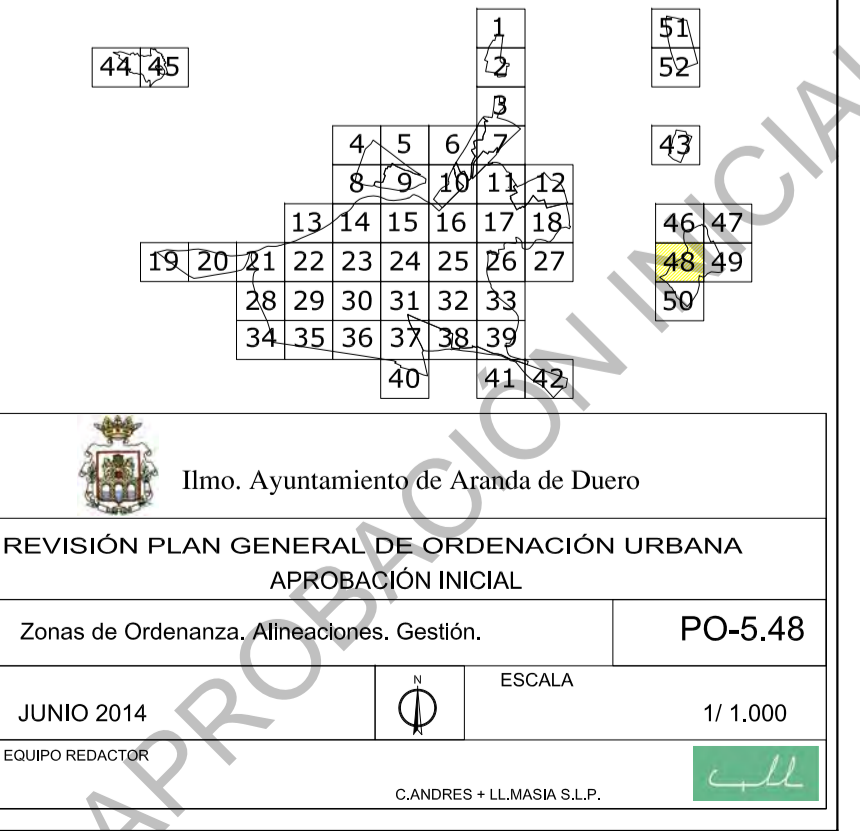 1 51
44 45 2 52
3
4 5 6 7 43
8 9 10 11 12
13 14 15 16 17 18 46 47
19 20 21 22 23 24 25 26 27 48 49
28 29 30 31 32 33 50
34 35 36 37 38 39
40 41 42
Ilmo. Ayuntamiento de Aranda de Duero
REVISIÓN PLAN GENERAL DE ORDENACIÓN URBANA
APROBACIÓN INICIAL
Zonas de Ordenanza. Alineaciones. Gestión. PO-5.48
N
ESCALA
JUNIO 2014 1/ 1.000
EQUIPO REDACTOR
C.ANDRES + LL.MASIA S.L.P.
APROBACIÓN INICIAL